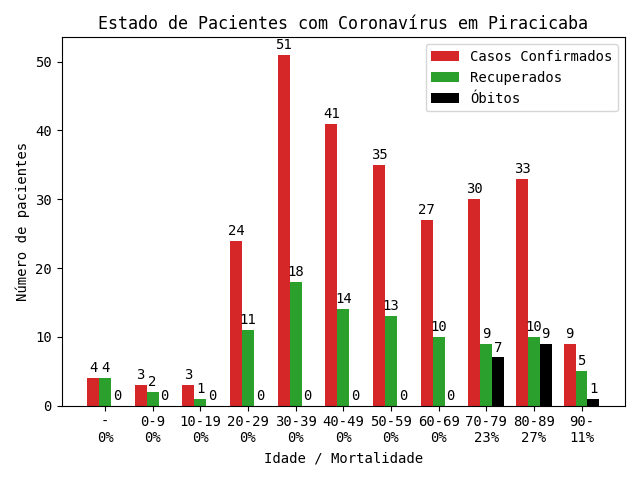 Estado de Pacientes com Coronavírus em Piracicaba
Casos Confirmados
Recuperados
Óbitos
Número de pacientes
50
40
30
20
10
0
4 4 0
3 2 0
3 1 0
24 11 0
51 18 0
41 14 0
35 13 0
27 10 0
30 9 7
33 10 9
9 5 1
- 0-9 10-19 20-29 30-39 40-49 50-59 60-69 70-79 80-89 90-
0% 0% 0% 0% 0% 0% 0% 0% 23% 27% 11%
Idade / Mortalidade